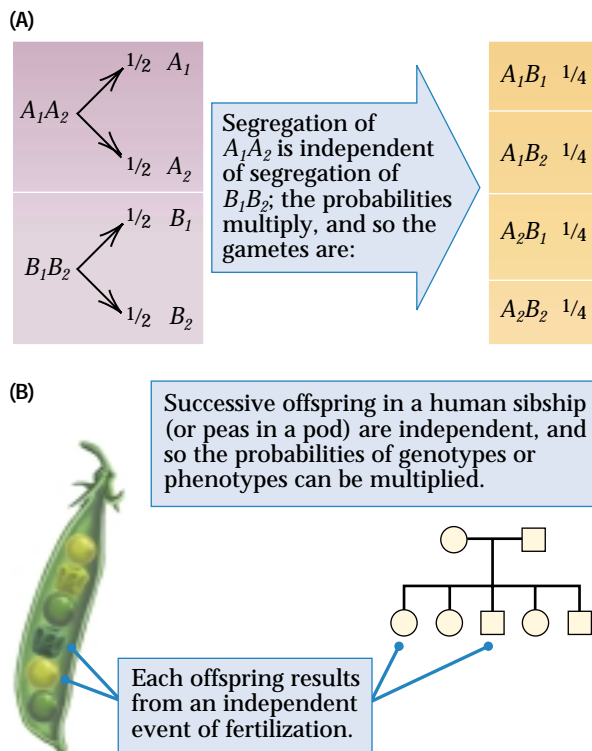 (A)
1/2 A1
A1A2
1/2 A2
1/2 B1
B1B2
1/2 B2
Segregation of
A1A2 is independent
of segregation of
B1B2; the probabilities
multiply, and so the
gametes are:
A1B1 1/4
A1B2 1/4
A2B1 1/4
A2B2 1/4
(B)
Successive offspring in a human sibship
(or peas in a pod) are independent, and
so the probabilities of genotypes or
phenotypes can be multiplied.
Each offspring results
from an independent
event of fertilization.